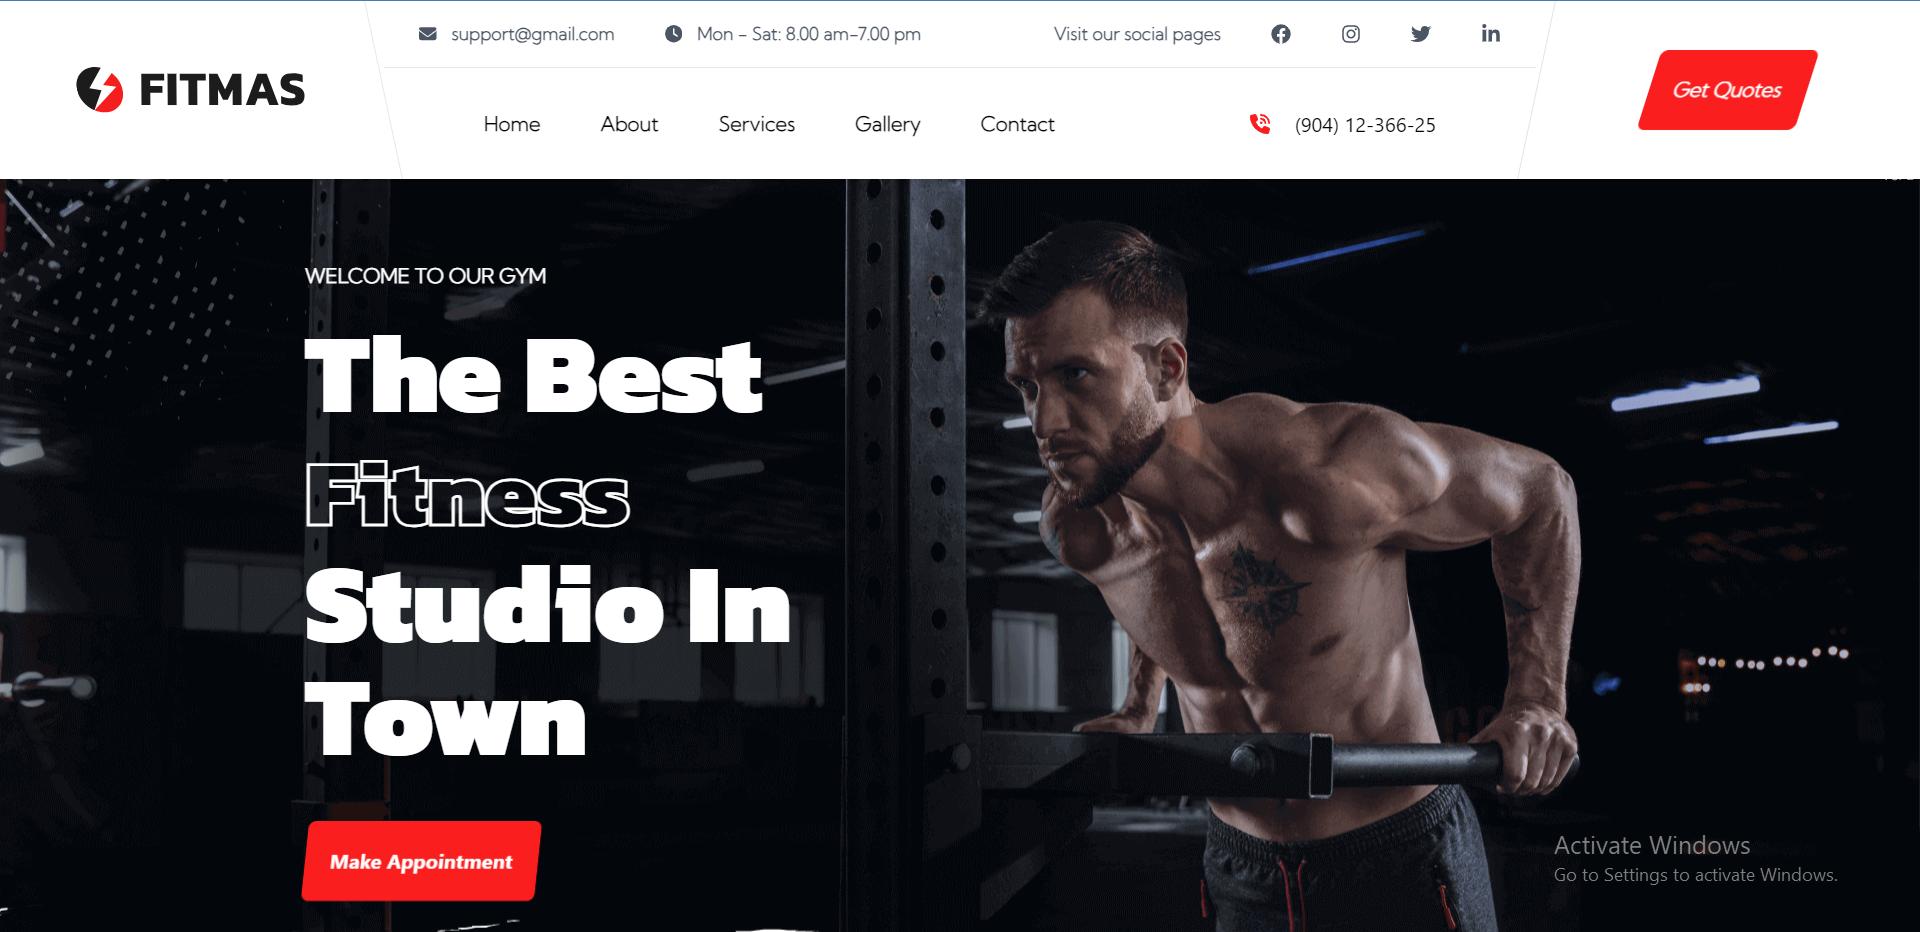 support@gmail.com
Mon - Sat: 8.00 am-7.00 pm
Visit our social pages
FITMAS
Home
About
Services
Gallery
Contact
(904) 12-366-25
Get Quotes
WELCOME TO OUR GYM
The Best
Fitness
Studio In
Town
Make Appointment
Activate Windows
Go to Settings to activate Windows.